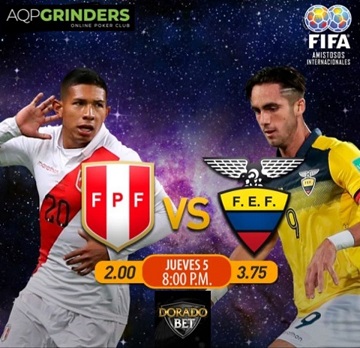 AQPGRINDERS
ONLINE POKER CLUB
FIFA
AMISTOSOS
INTERNACIONALES
20
9
FPF
VS
F.E.F.
2.00
JUEVES 5
8:00 P.M.
3.75
DORADO
BET